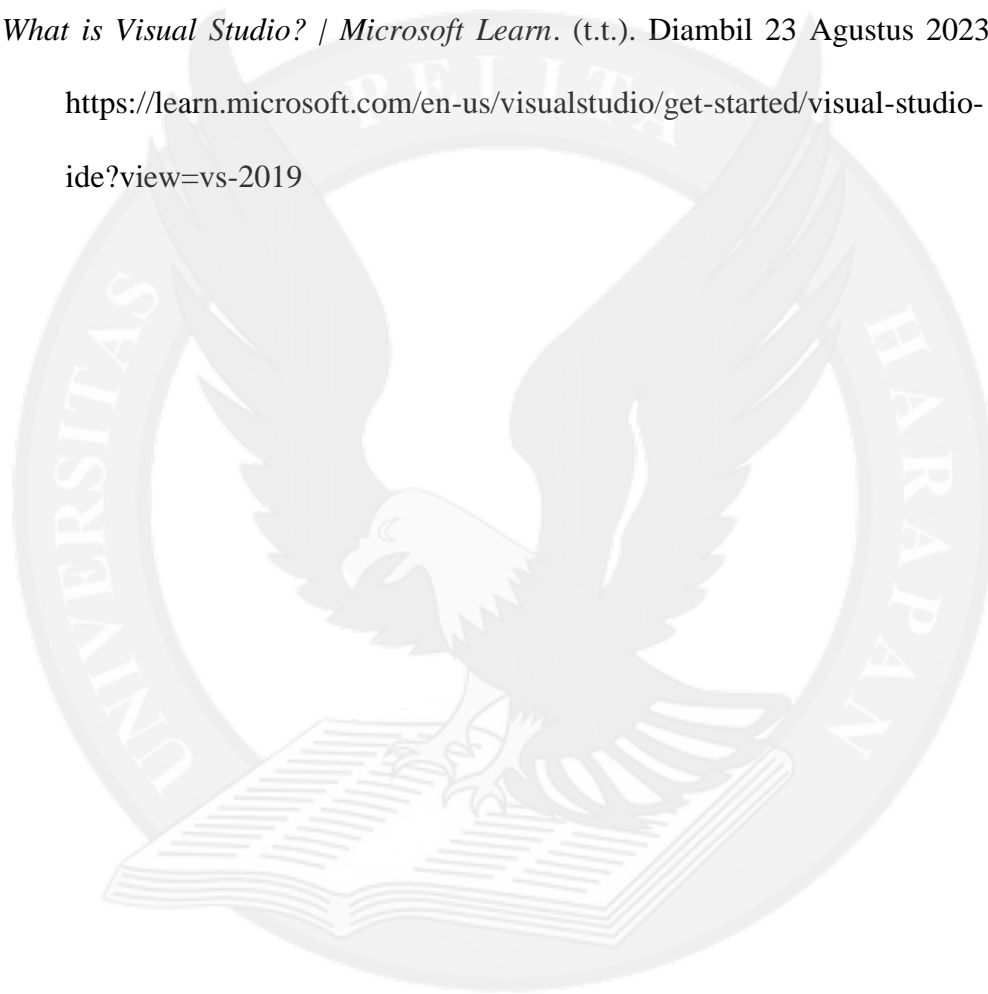 What is Visual Studio? | Microsoft Learn. (t.t.). Diambil 23 Agustus 2023
https://learn.microsoft.com/en-us/visualstudio/get-started/visual-studio-
ide?view=vs-2019
UNIVERSITAS PELITA HARAPAN